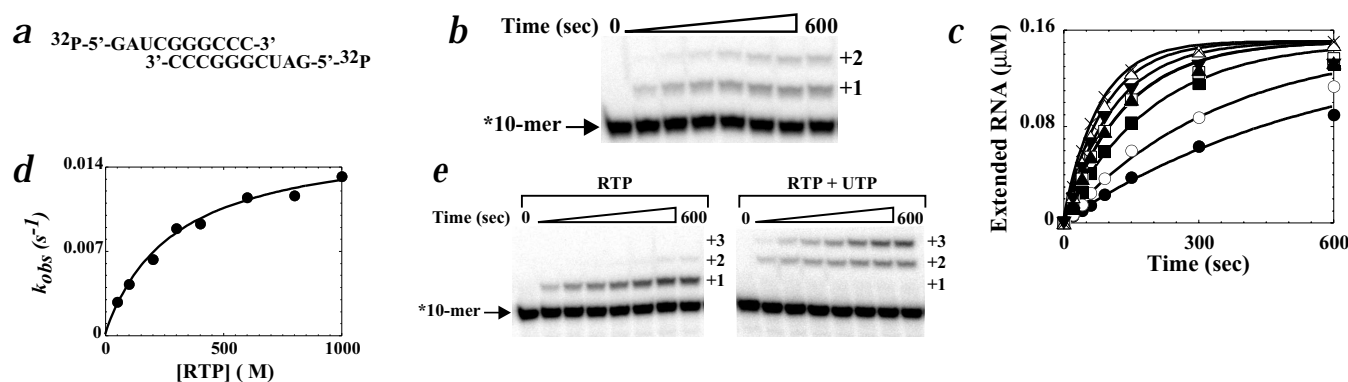 a
32P-5’-GAUCGGGCCC-3’
3’-CCCGGGCUAG-5’-32P
b
Time (sec) 0 600
+2
+1
*10-mer
c
Extended RNA (μM)
0.16
0.08
0
0 300 600
Time (sec)
d
kobs (s-1)
0.014
0.007
0
0 500 1000
[RTP] ( M)
e
RTP RTP + UTP
Time (sec) 0 600 0 600
+3 +3
+2 +2
+1 +1
*10-mer